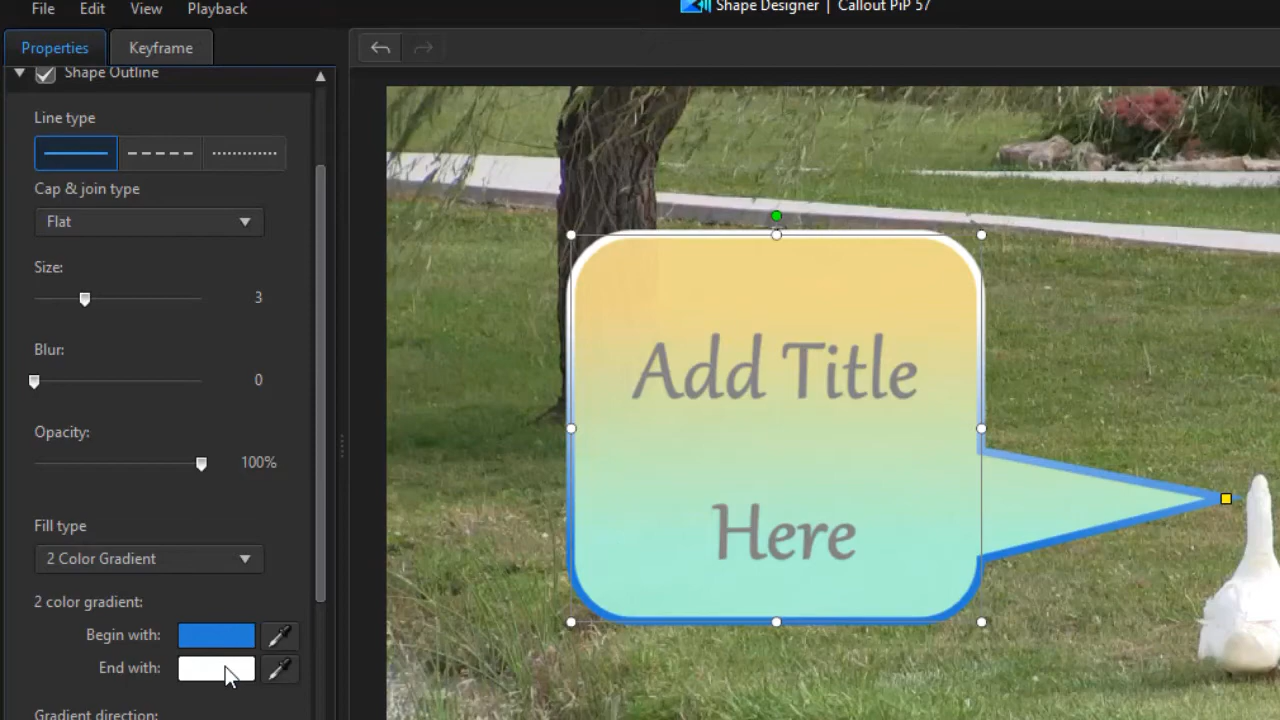 File Edit View Playback
Shape Designer | Callout PiP 57
Properties Keyframe
Shape Outline
Line type
Cap & join type
Flat
Size:
3
Blur:
0
Opacity:
100%
Fill type
2 Color Gradient
2 color gradient:
Begin with:
End with:
Gradient direction:
Add Title
Here